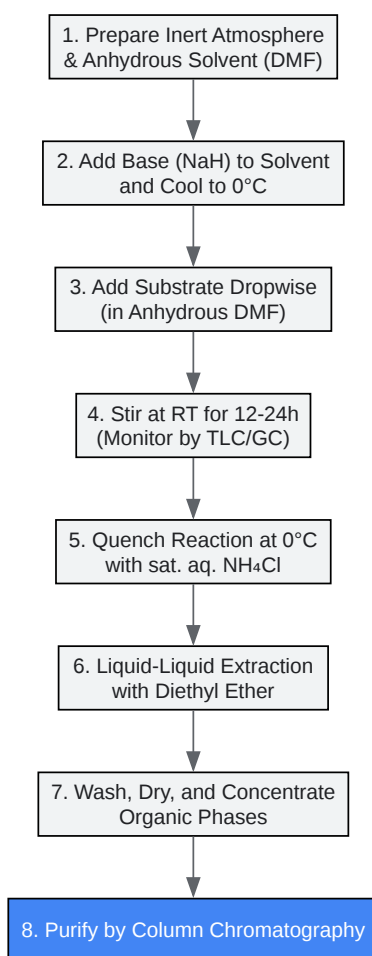 1. Prepare Inert Atmosphere
& Anhydrous Solvent (DMF)
2. Add Base (NaH) to Solvent
and Cool to 0°C
3. Add Substrate Dropwise
(in Anhydrous DMF)
4. Stir at RT for 12-24h
(Monitor by TLC/GC)
5. Quench Reaction at 0°C
with sat. aq. NH₄Cl
6. Liquid-Liquid Extraction
with Diethyl Ether
7. Wash, Dry, and Concentrate
Organic Phases
8. Purify by Column Chromatography